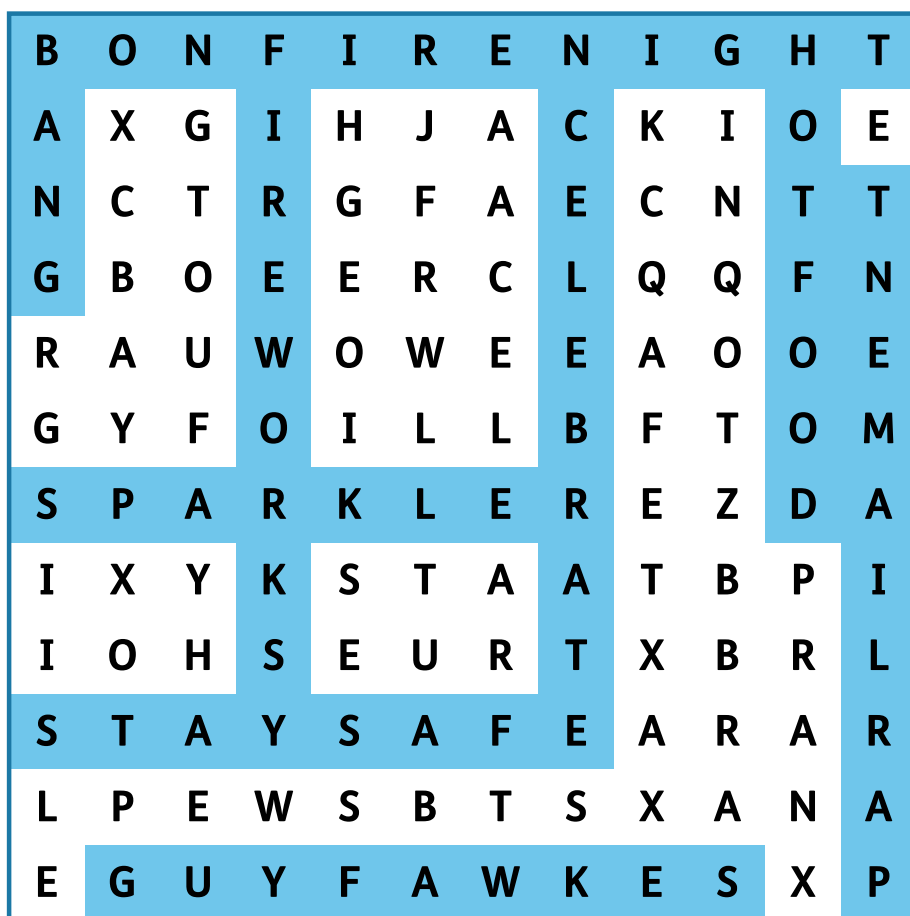 B O N F I R E N I G H T
A X G I H J A C K I O E
N C T R G F A E C N T T
G B O E E R C L Q Q F N
R A U W O W E E A O O E
G Y F O I L L B F T O M
S P A R K L E R E Z D A
I X Y K S T A A T B P I
I O H S E U R T X B R L
S T A Y S A F E A R A R
L P E W S B T S X A N A
E G U Y F A W K E S X P